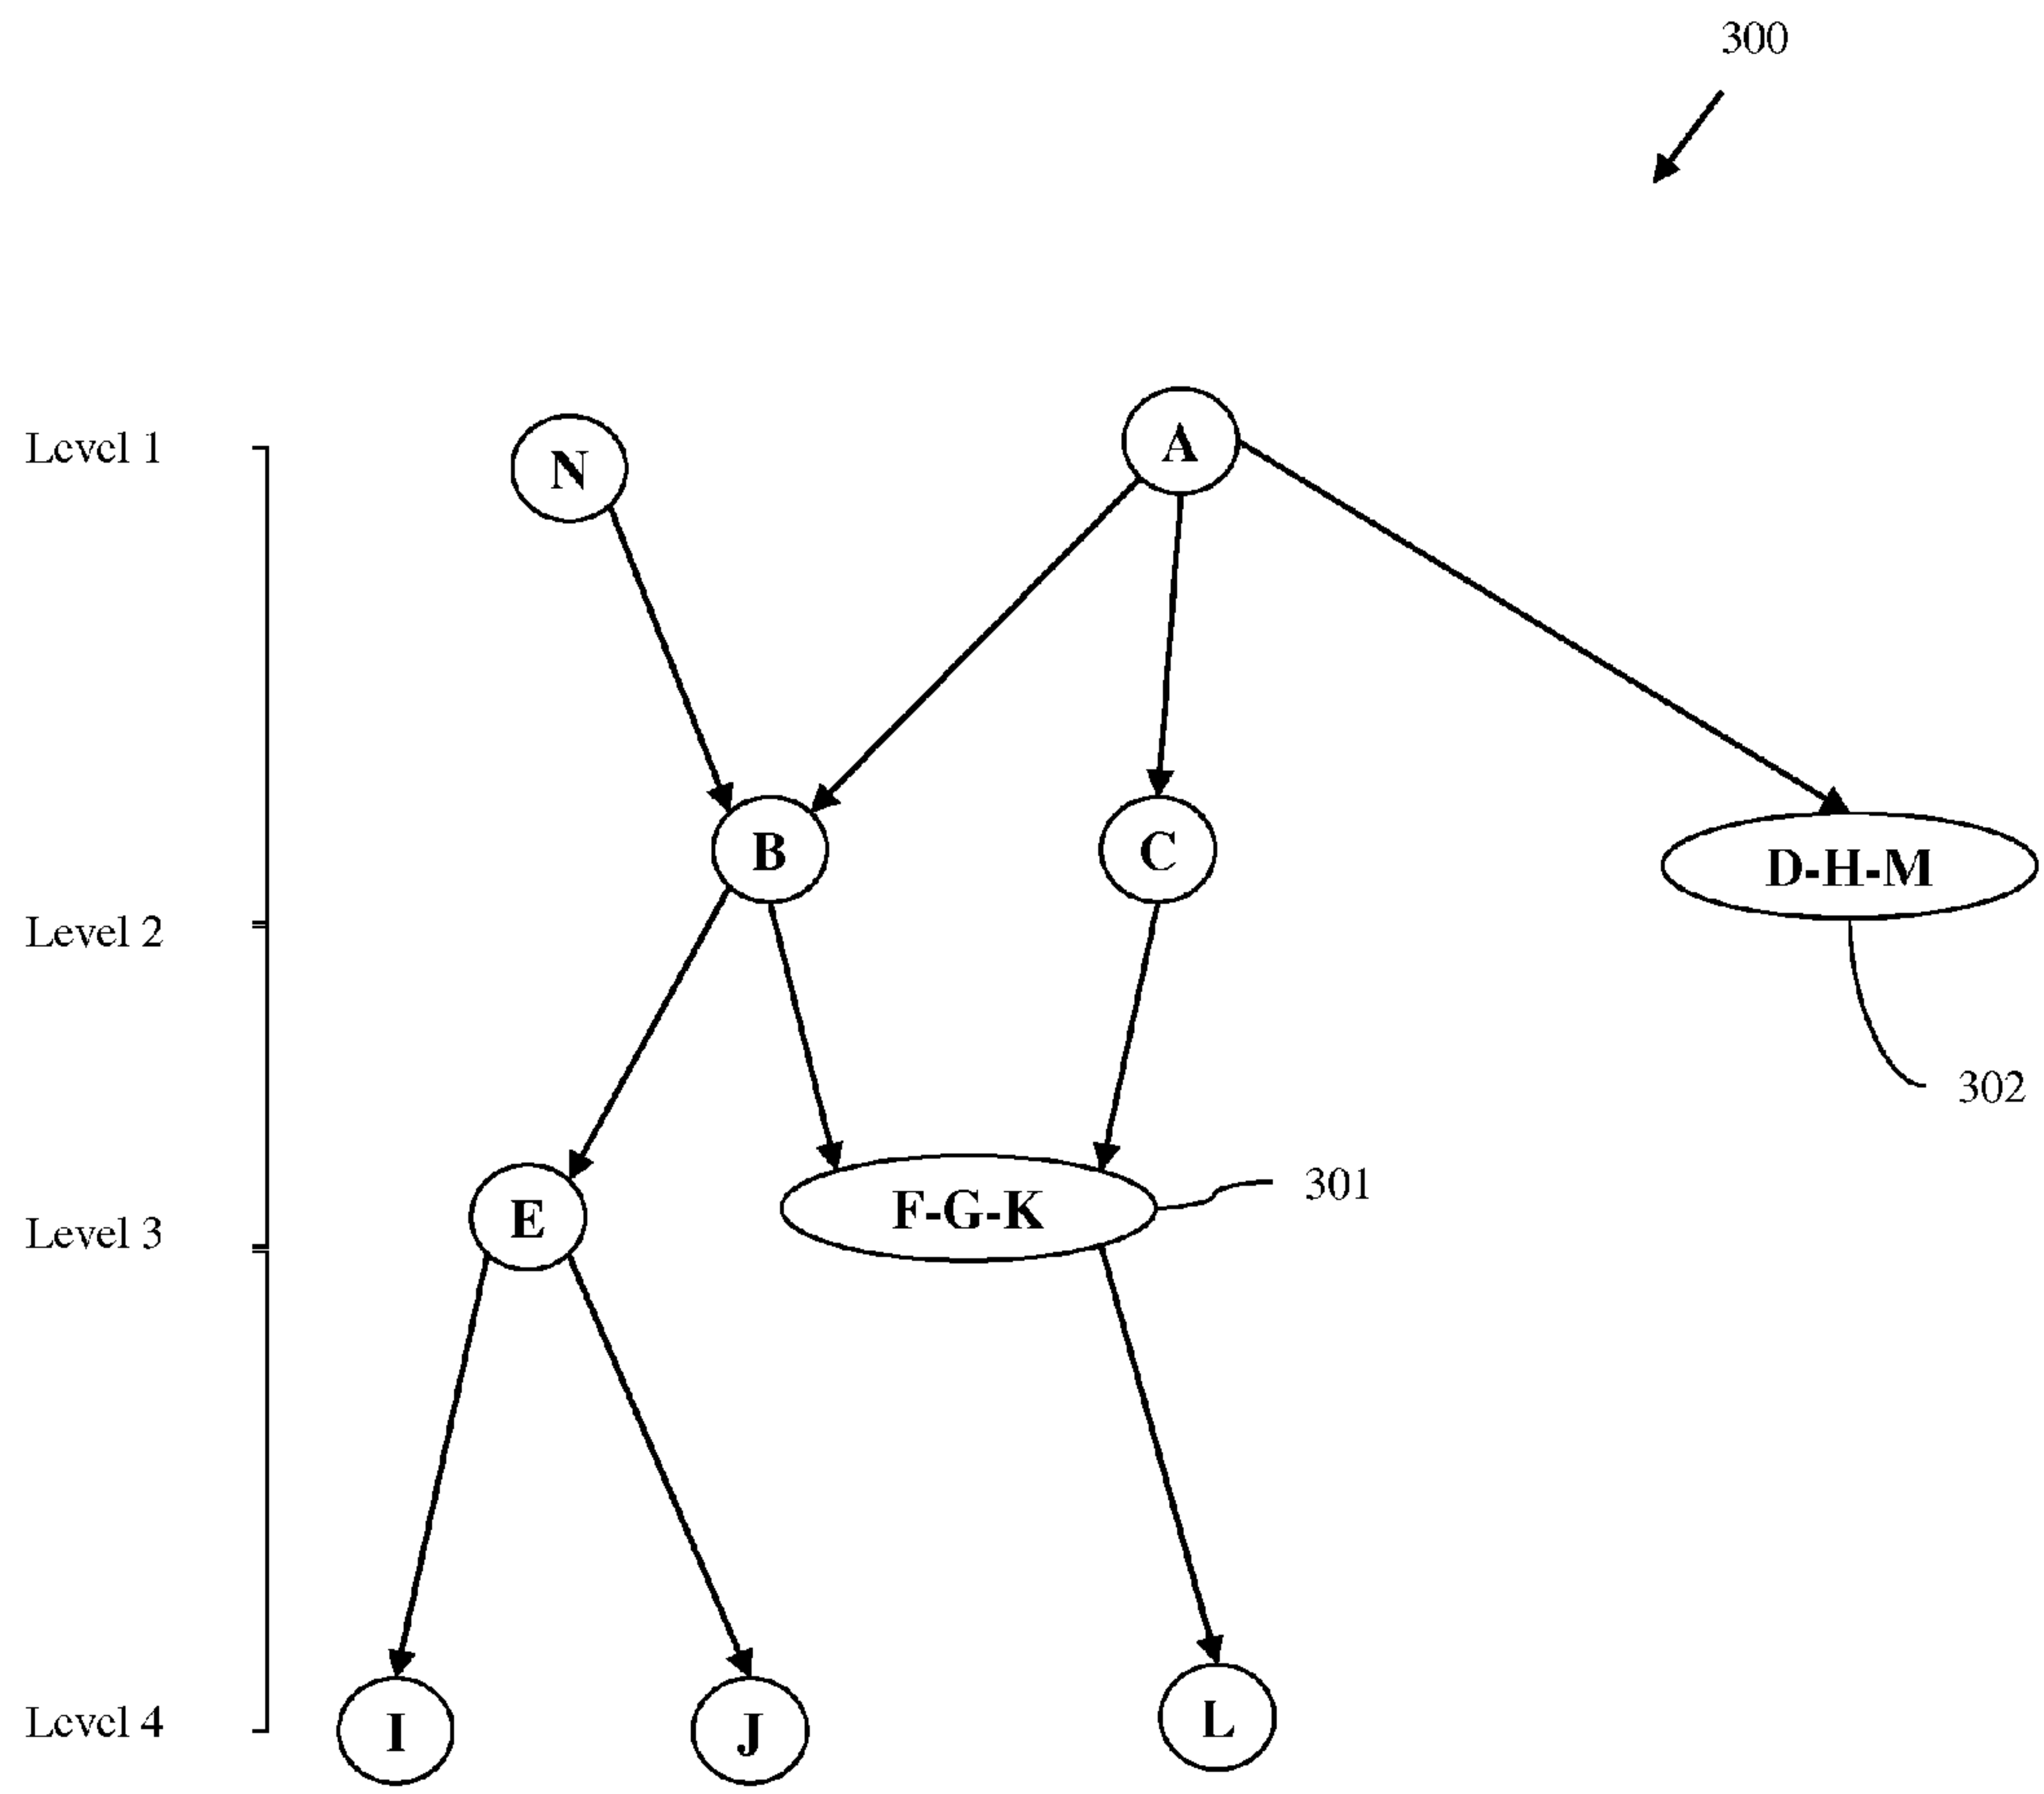 300
Level 1
N
A
B
C
D-H-M
Level 2
302
E
F-G-K
301
Level 3
Level 4
I
J
L